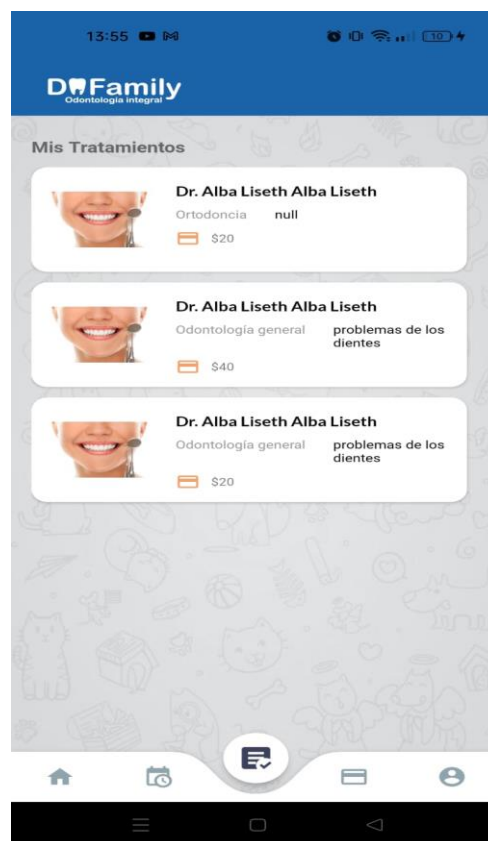 13:55
10
D Family
Odontología integral
Mis Tratamientos
Dr. Alba Liseth Alba Liseth
Ortodoncia null
$20
Dr. Alba Liseth Alba Liseth
Odontología general problemas de los
dientes
$40
Dr. Alba Liseth Alba Liseth
Odontología general problemas de los
dientes
$20